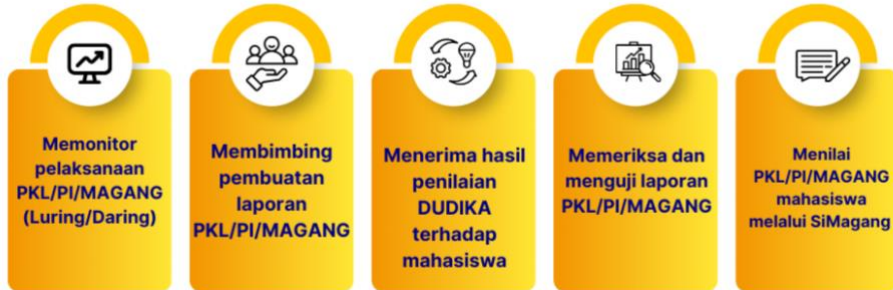 Memonitor
pelaksanaan
PKL/PI/MAGANG
(Luring/Daring)
Membimbing
pembuatan
laporan
PKL/PI/MAGANG
Menerima hasil
penilaian
DUDIKA
terhadap
mahasiswa
Memeriksa dan
menguji laporan
PKL/PI/MAGANG
Menilai
PKL/PI/MAGANG
mahasiswa
melalui SiMagang